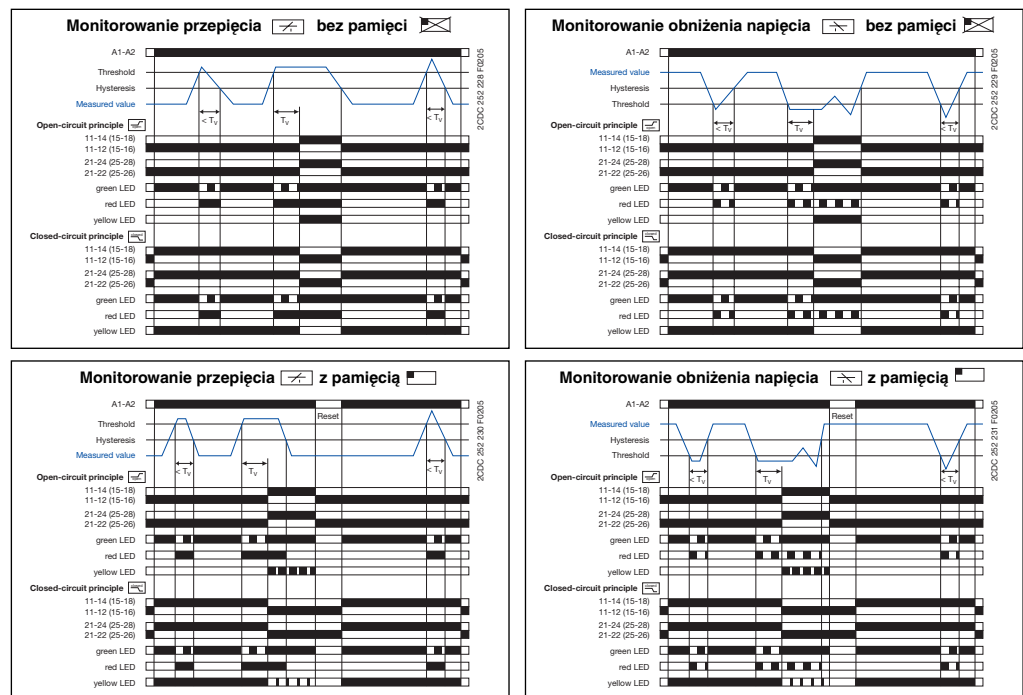 Monitorowanie przepięcia bez pamięci
A1-A2
Threshold
Hysteresis
Measured value
< Tv
Tv
< Tv
Open-circuit principle
11-14 (15-18)
11-12 (15-16)
21-24 (25-28)
21-22 (25-26)
green LED
red LED
yellow LED
Closed-circuit principle closed
11-14 (15-18)
11-12 (15-16)
21-24 (25-28)
21-22 (25-26)
green LED
red LED
yellow LED
2CDC 252 228 F0205
Monitorowanie obniżenia napięcia bez pamięci
A1-A2
Measured value
Hysteresis
Threshold
< Tv
Tv
< Tv
Open-circuit principle
11-14 (15-18)
11-12 (15-16)
21-24 (25-28)
21-22 (25-26)
green LED
red LED
yellow LED
Closed-circuit principle closed
11-14 (15-18)
11-12 (15-16)
21-24 (25-28)
21-22 (25-26)
green LED
red LED
yellow LED
2CDC 252 229 F0205
Monitorowanie przepięcia z pamięcią
A1-A2
Reset
Threshold
Hysteresis
Measured value
< Tv
Tv
< Tv
Open-circuit principle
11-14 (15-18)
11-12 (15-16)
21-24 (25-28)
21-22 (25-26)
green LED
red LED
yellow LED
Closed-circuit principle closed
11-14 (15-18)
11-12 (15-16)
21-24 (25-28)
21-22 (25-26)
green LED
red LED
yellow LED
2CDC 252 230 F0205
Monitorowanie obniżenia napięcia z pamięcią
A1-A2
Reset
Measured value
Hysteresis
Threshold
< Tv
Tv
< Tv
Open-circuit principle
11-14 (15-18)
11-12 (15-16)
21-24 (25-28)
21-22 (25-26)
green LED
red LED
yellow LED
Closed-circuit principle closed
11-14 (15-18)
11-12 (15-16)
21-24 (25-28)
21-22 (25-26)
green LED
red LED
yellow LED
2CDC 252 231 F0205